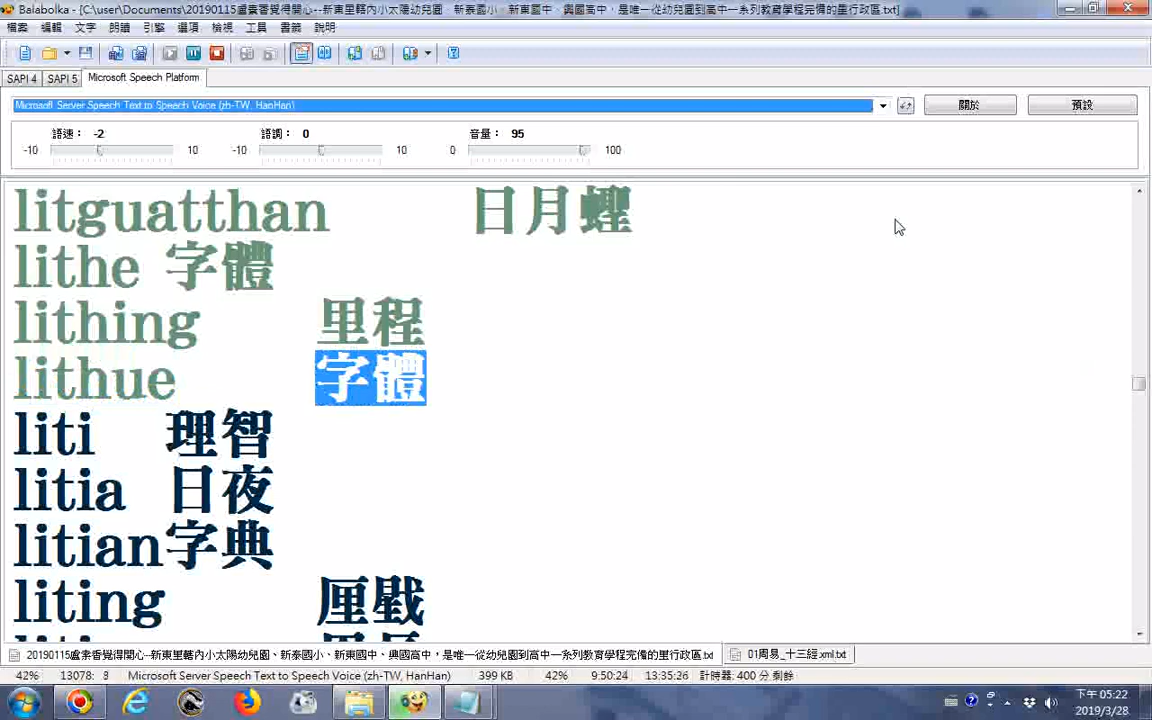 Balabolka - [C:\user\Documents\20190115盧素香覺得開心--新東里轄內小太陽幼兒園、新泰國小、新東國中、興國高中，是唯一從幼兒園到高中一系列教育學程完備的里行政區.txt]
檔案 編輯 文字 朗讀 引擎 選項 檢視 工具 書籤 說明
SAPI 4 SAPI 5 Microsoft Speech Platform
Microsoft Server Speech Text to Speech Voice (zh-TW, HanHan) 關於 預設
語速： -2 語調： 0 音量： 95
-10 10 -10 10 0 100
litguatthan 日月蟶
lithe 字體
lithing 里程
lithue 字體
liti 理智
litia 日夜
litian字典
liting 厘戥
20190115盧素香覺得開心--新東里轄內小太陽幼兒園、新泰國小、新東國中、興國高中，是唯一從幼兒園到高中一系列教育學程完備的里行政區.txt 01周易_十三經.xml.txt
42% 13078: 8 Microsoft Server Speech Text to Speech Voice (zh-TW, HanHan) 399 KB 42% 9:50:24 13:35:26 計時器: 400 分 剩餘
下午 05:22
2019/3/28